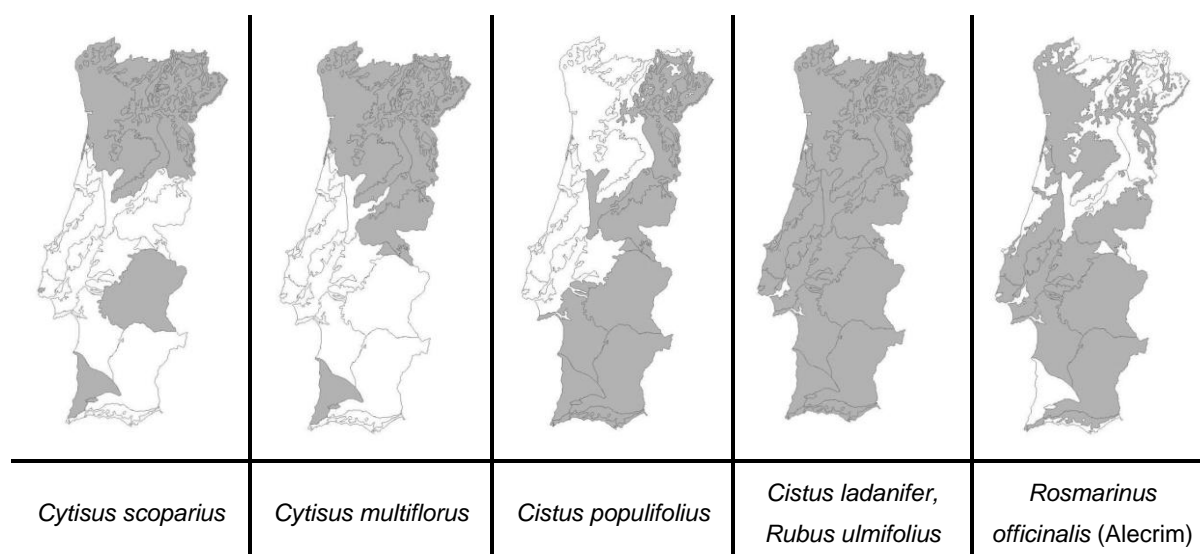 Cytisus scoparius
Cytisus multiflorus
Cistus populifolius
Cistus ladanifer,
Rubus ulmifolius
Rosmarinus
officinalis (Alecrim)